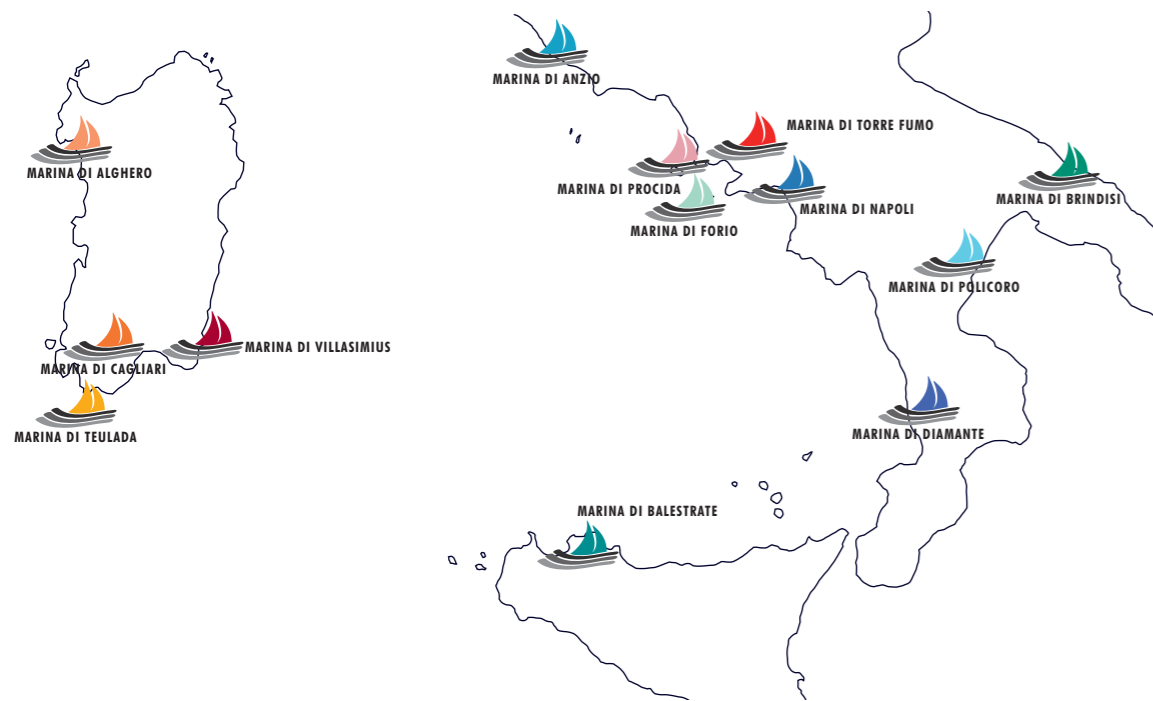 MARINA DI ANZIO
MARINA DI TORRE FUMO
MARINA DI ALGHERO
MARINA DI PROCIDA
MARINA DI BRINDISI
MARINA DI NAPOLI
MARINA DI FORIO
MARINA DI POLICORO
MARINA DI VILLASIMIUS
MARINA DI CAGLIARI
MARINA DI TEULADA
MARINA DI DIAMANTE
MARINA DI BALESTRATE